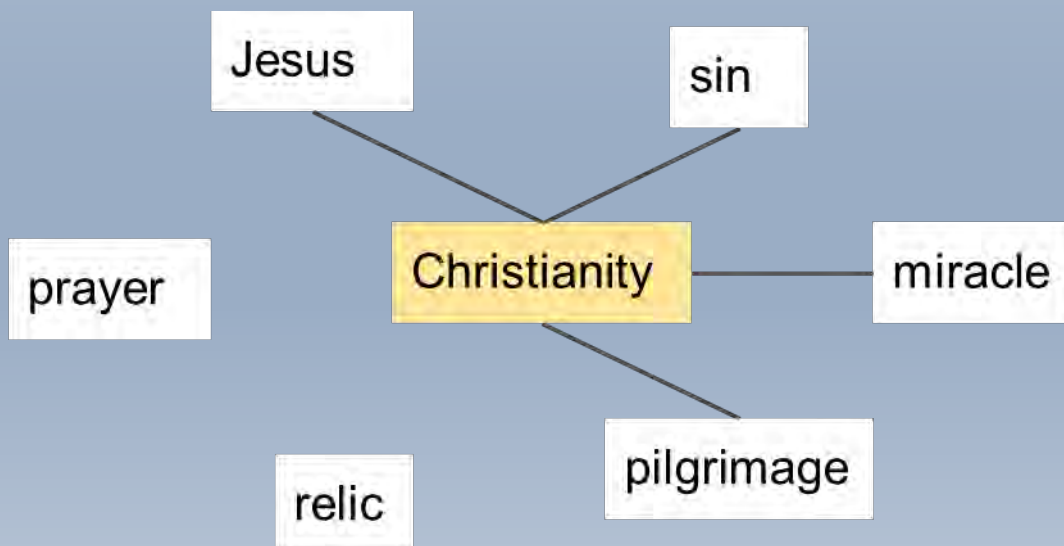 Jesus
sin
prayer
Christianity
miracle
pilgrimage
relic